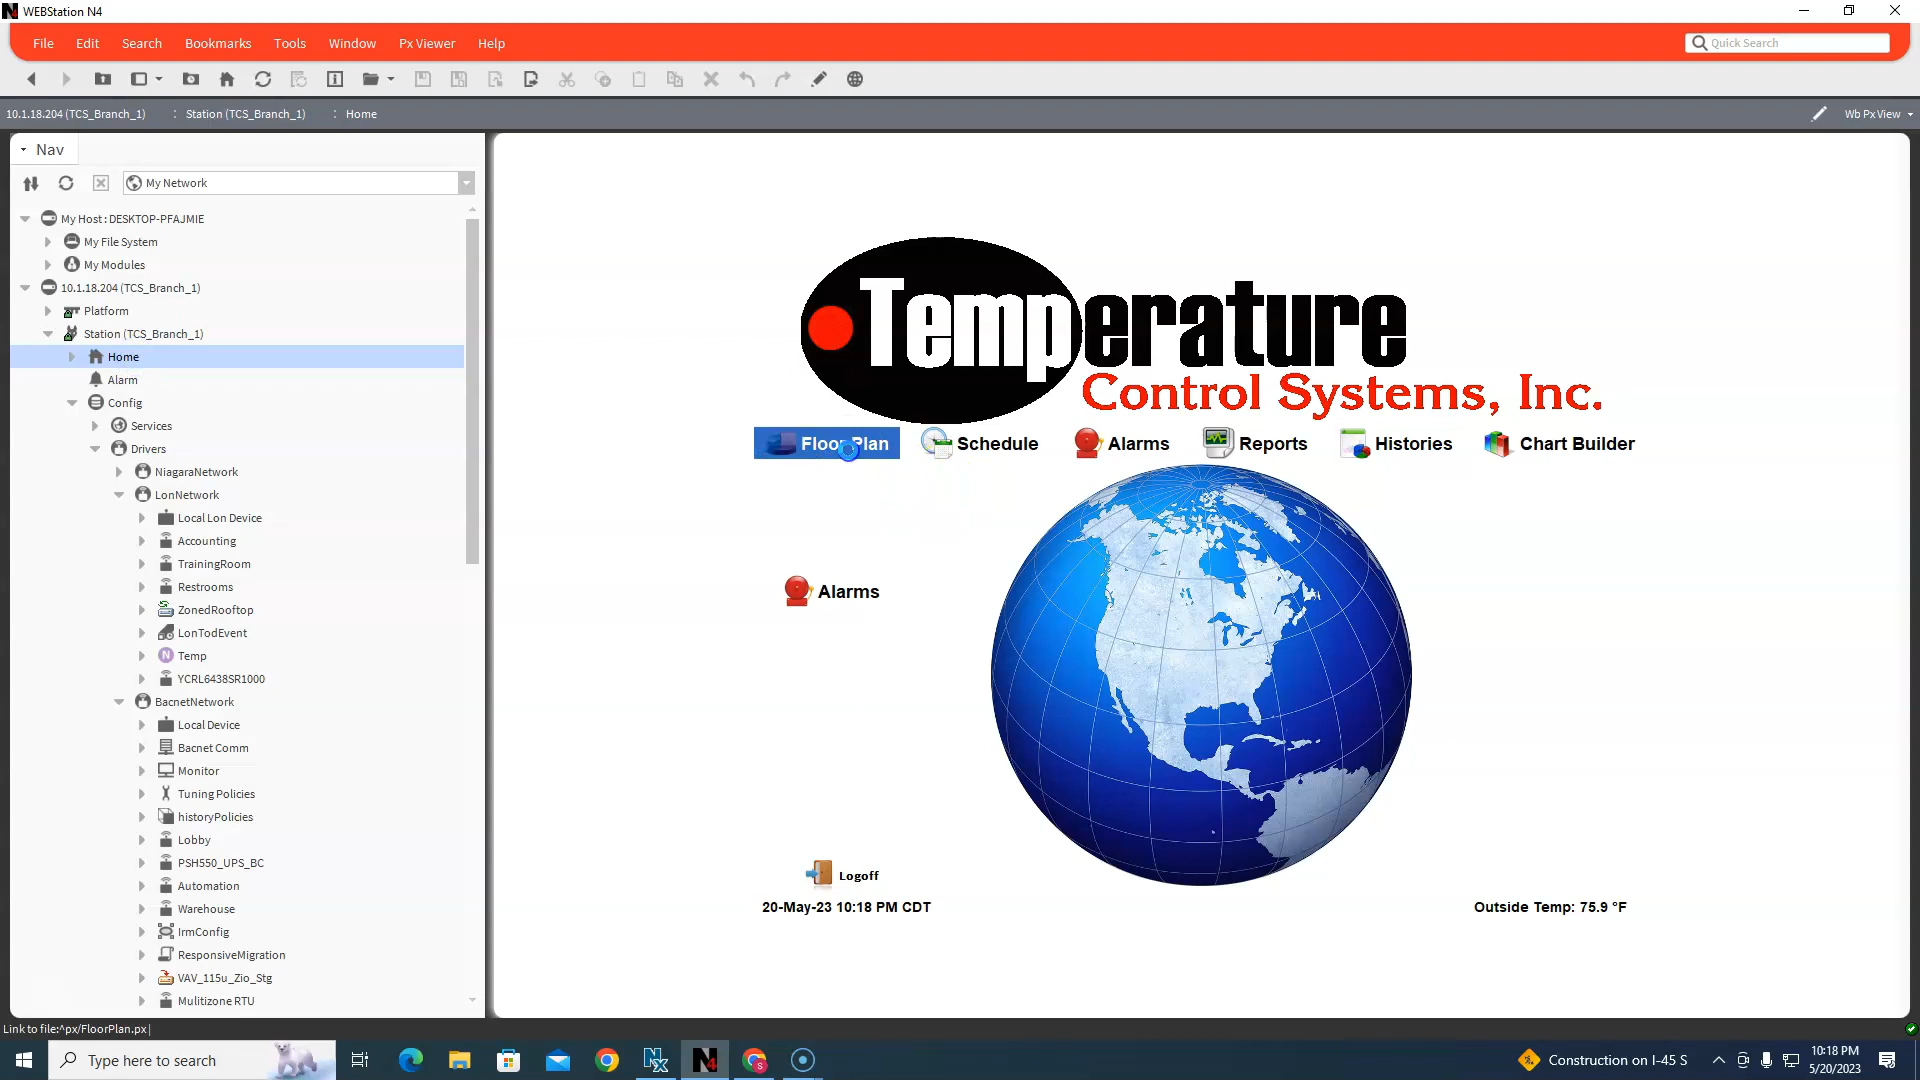 WEBStation N4
File Edit Search Bookmarks Tools Window Px Viewer Help
Quick Search
10.1.18.204 (TCS_Branch_1) : Station (TCS_Branch_1) : Home
Wb Px View
Nav
My Network
My Host : DESKTOP-PFAJMIE
My File System
My Modules
10.1.18.204 (TCS_Branch_1)
Platform
Station (TCS_Branch_1)
Home
Alarm
Config
Services
Drivers
NiagaraNetwork
LonNetwork
Local Lon Device
Accounting
TrainingRoom
Restrooms
ZonedRooftop
LonTodEvent
Temp
YCRL6438SR1000
BacnetNetwork
Local Device
Bacnet Comm
Monitor
Tuning Policies
historyPolicies
Lobby
PSH550_UPS_BC
Automation
Warehouse
IrmConfig
ResponsiveMigration
VAV_115u_Zio_Stg
Mulitizone RTU
Temperature
Control Systems, Inc.
Floor Plan Schedule Alarms Reports Histories Chart Builder
Alarms
Logoff
20-May-23 10:18 PM CDT
Outside Temp: 75.9 °F
Link to file:^px/FloorPlan.px|
Type here to search
Construction on I-45 S
10:18 PM
5/20/2023